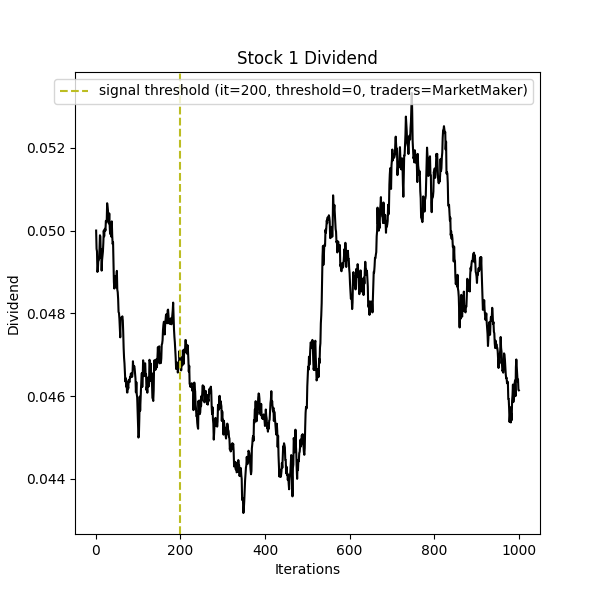 Stock 1 Dividend
signal threshold (it=200, threshold=0, traders=MarketMaker)
0.052
0.050
0.048
0.046
0.044
Dividend
0 200 400 600 800 1000
Iterations